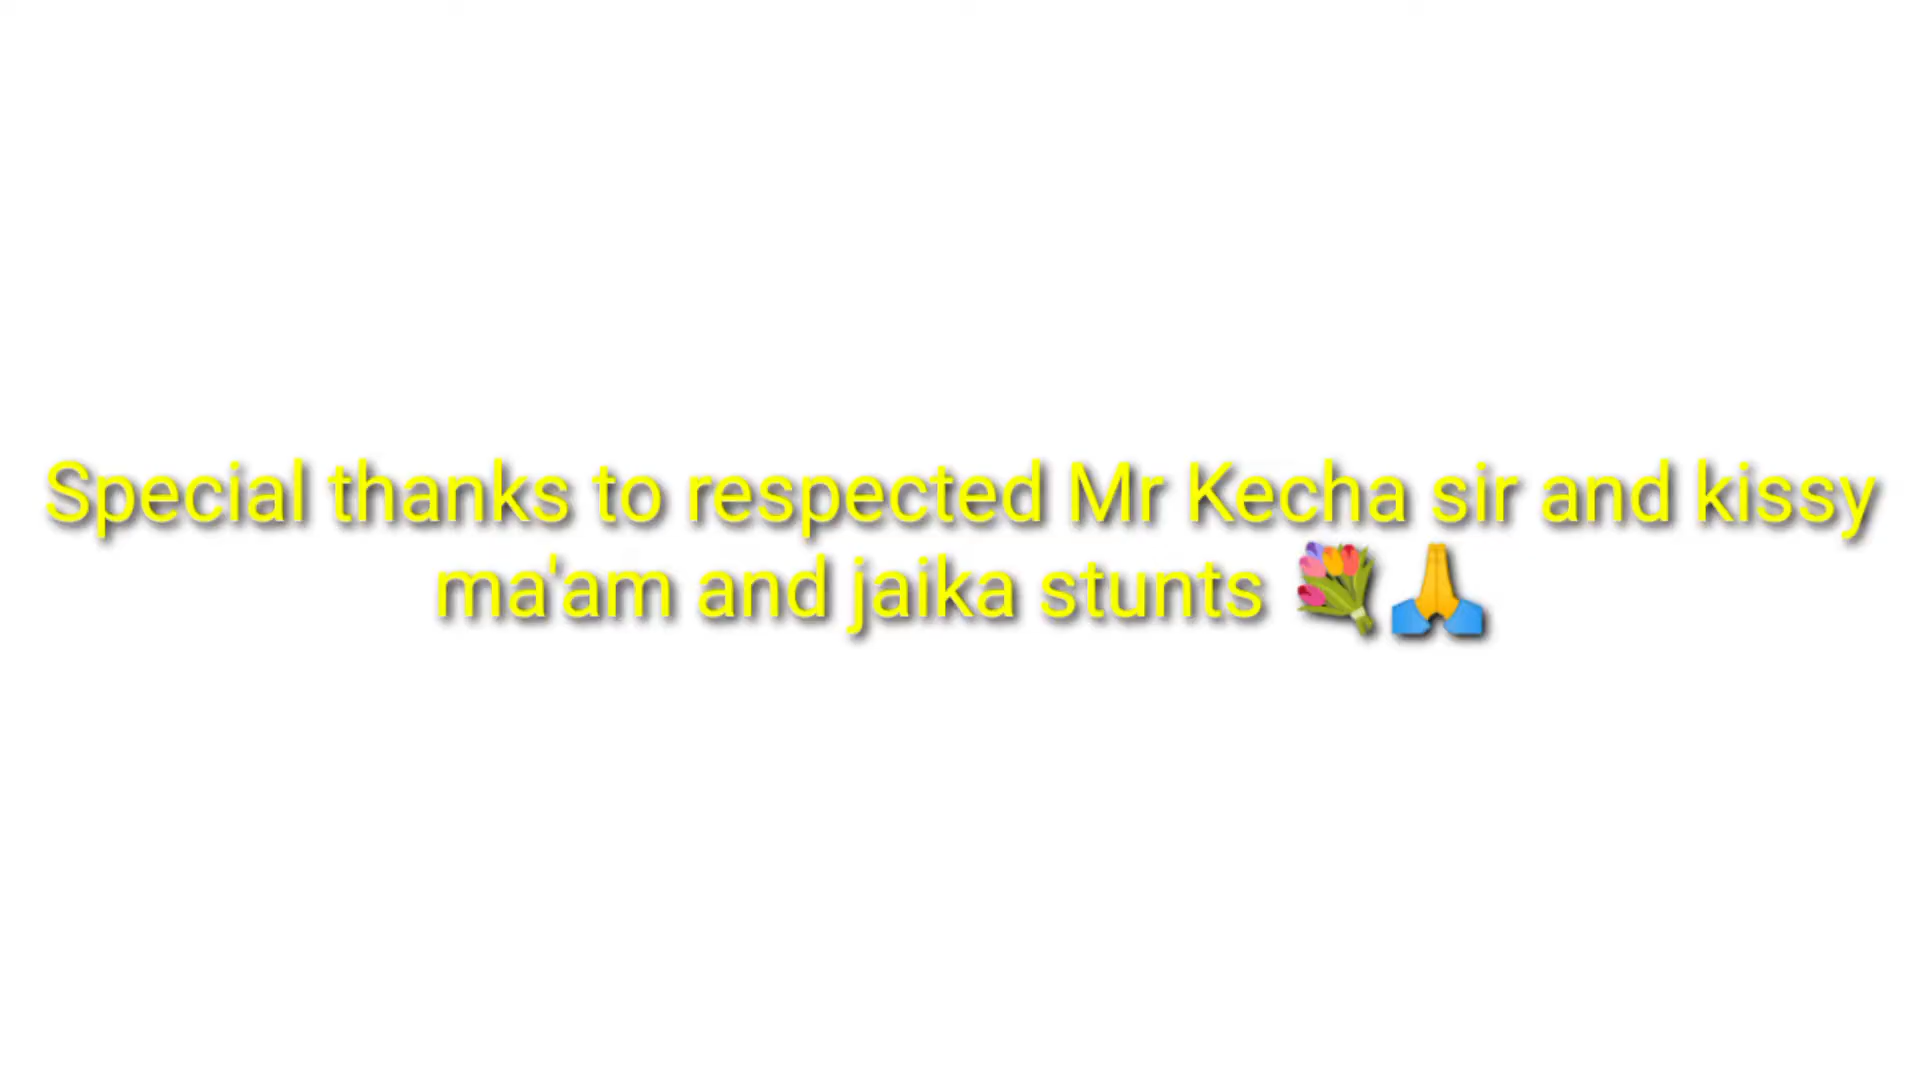 Special thanks to respected Mr Kecha sir and kissy
ma'am and jaika stunts 💐🙏